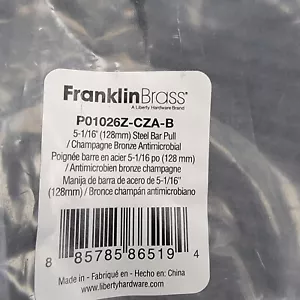 FranklinBrass®
A Liberty Hardware Brand
P01026Z-CZA-B
5-1/16" (128mm) Steel Bar Pull
/ Champagne Bronze Antimicrobial
Poignée barre en acier 5-1/16 po (128 mm)
/ Antimicrobien bronze champagne
Manija de barra de acero de 5-1/16"
(128mm) / Bronce champán antimicrobiano
8 85785 86519 4
Made in - Fabriqué en - Hecho en: China
www.libertyhardware.com